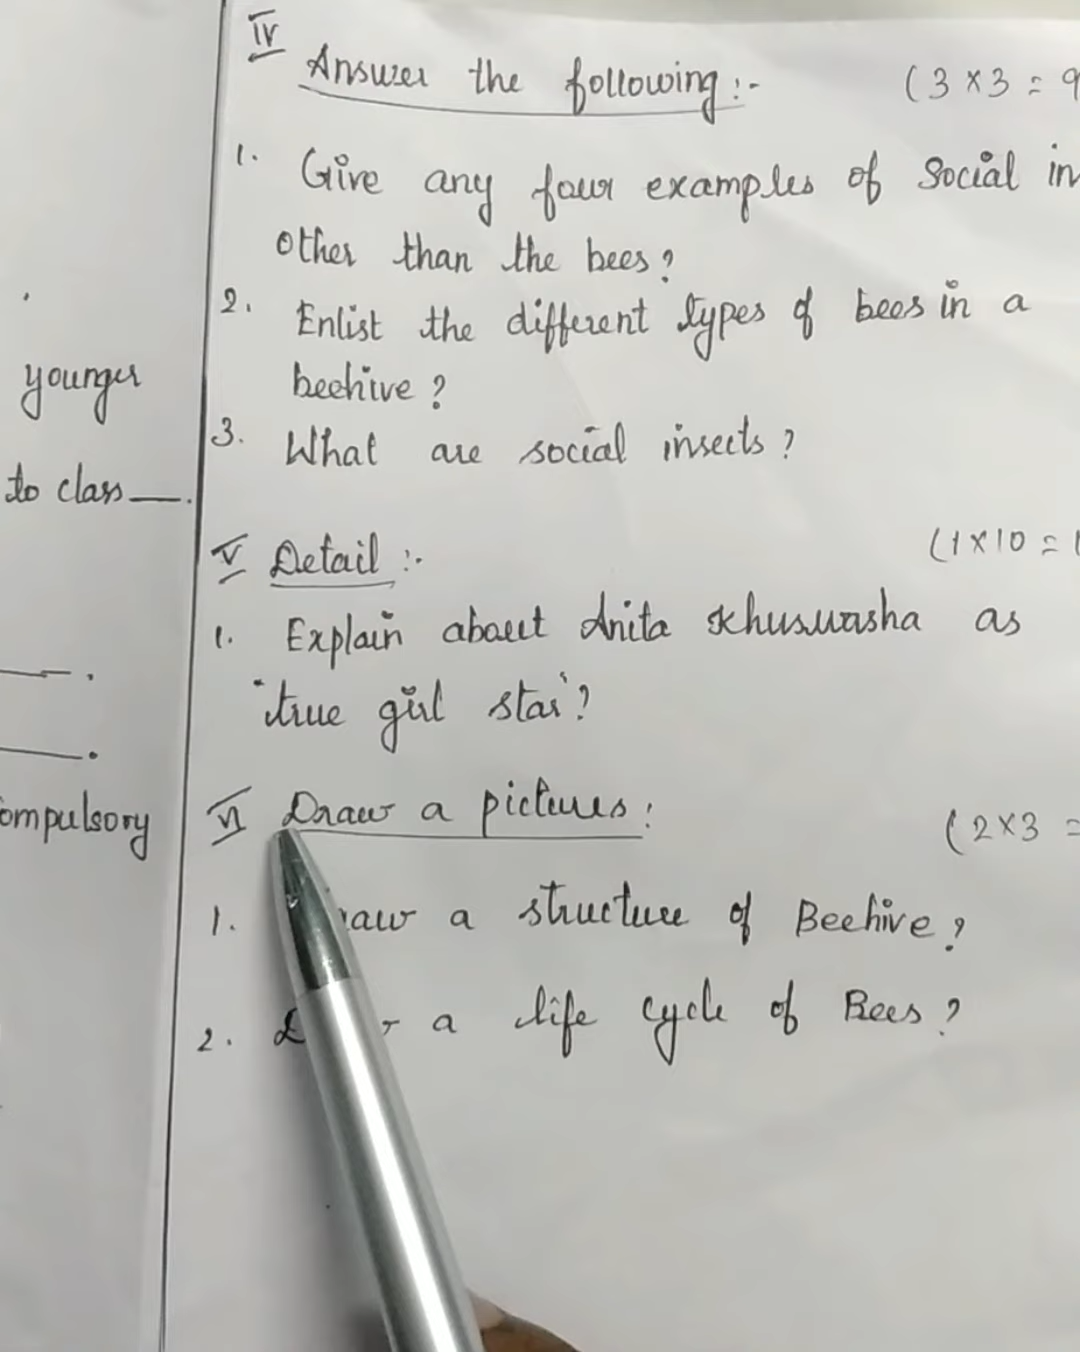 younger
to class
ompulsory
IV Answer the following:-
(3×3=9
1. Give any four examples of Social in
other than the bees?
2. Enlist the different types of bees in a
beehive?
3. What are social insects?
V Detail:-
(1×10=1
1. Explain about Anita Khuswasha as
'true girl star'?
VI Draw a pictures:
(2×3=
1. raw a structure of Beehive?
2. D a life cycle of Bees?